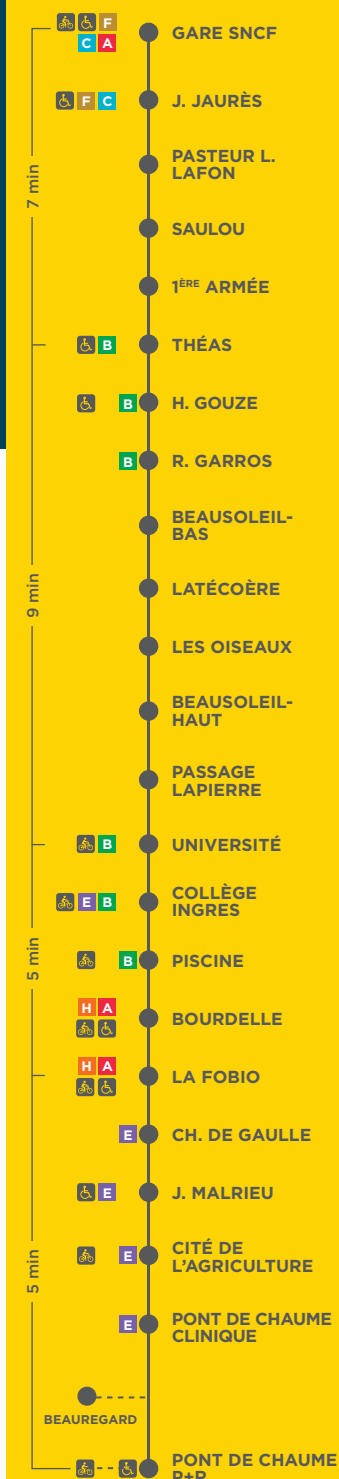 F
C A
GARE SNCF
F C
J. JAURÈS
PASTEUR L.
LAFON
7 min
SAULOU
1ÈRE ARMÉE
B
THÉAS
B
H. GOUZE
B
R. GARROS
BEAUSOLEIL-
BAS
9 min
LATÉCOÈRE
LES OISEAUX
BEAUSOLEIL-
HAUT
PASSAGE
LAPIERRE
B
UNIVERSITÉ
E B
COLLÈGE
INGRES
5 min
B
PISCINE
H A
BOURDELLE
H A
LA FOBIO
E
CH. DE GAULLE
E
J. MALRIEU
5 min
E
CITÉ DE
L'AGRICULTURE
E
PONT DE CHAUME
CLINIQUE
BEAUREGARD
PONT DE CHAUME
P+R